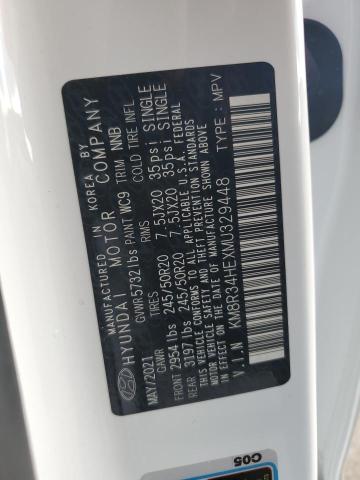 MANUFACTURED IN KOREA BY
HYUNDAI MOTOR COMPANY
MAY/2021 GVWR 5732 lbs PAINT WC9 TRIM NNB
GAWR TIRES RIMS COLD TIRE INFL.
FRONT 2954 lbs 245/50R20 7.5JX20 35psi SINGLE
REAR 3197 lbs 245/50R20 7.5JX20 35psi SINGLE
THIS VEHICLE CONFORMS TO ALL APPLICABLE U.S.A. FEDERAL
MOTOR VEHICLE SAFETY, BUMPER, AND THEFT PREVENTION STANDARDS
IN EFFECT ON THE DATE OF MANUFACTURE SHOWN ABOVE
V.I.N : KM8R34HEXMU329448 TYPE : MPV
C05